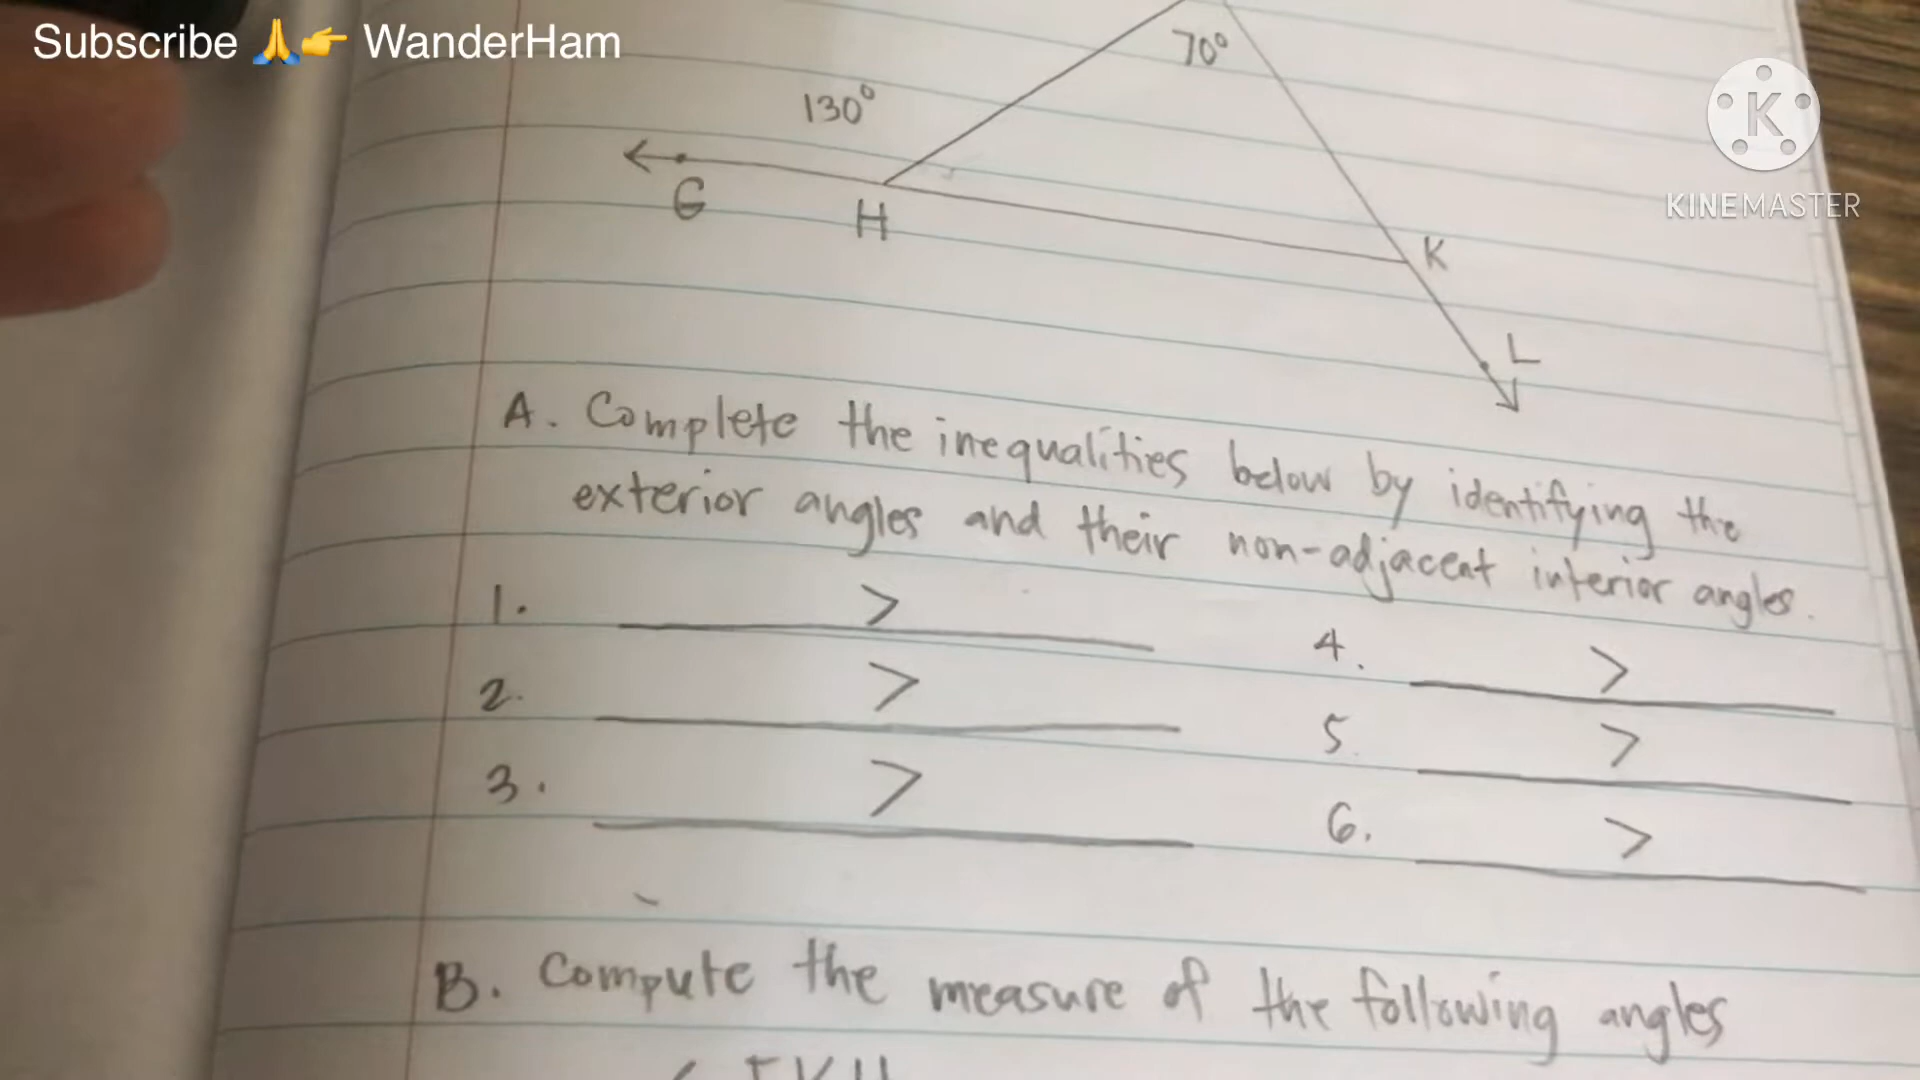 Subscribe 🙏👉 WanderHam
70°
130°
K
KINEMASTER
G
H
K
L
A. Complete the inequalities below by identifying the
exterior angles and their non-adjacent interior angles.
1. >
4. >
2. >
5. >
3. >
6. >
B. Compute the measure of the following angles